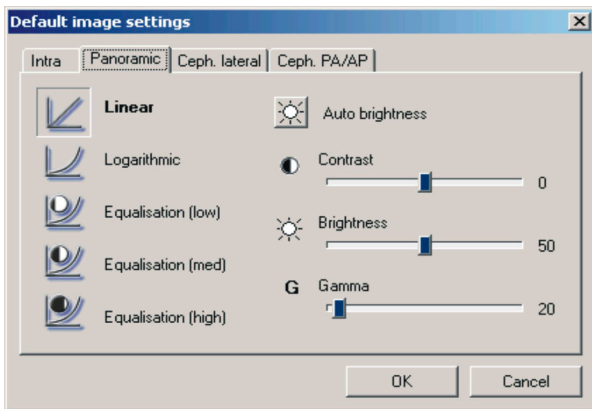 Default image settings
Intra
Panoramic
Ceph. lateral
Ceph. PA/AP
Linear
Logarithmic
Equalisation (low)
Equalisation (med)
Equalisation (high)
Auto brightness
Contrast
0
Brightness
50
G
Gamma
20
OK
Cancel